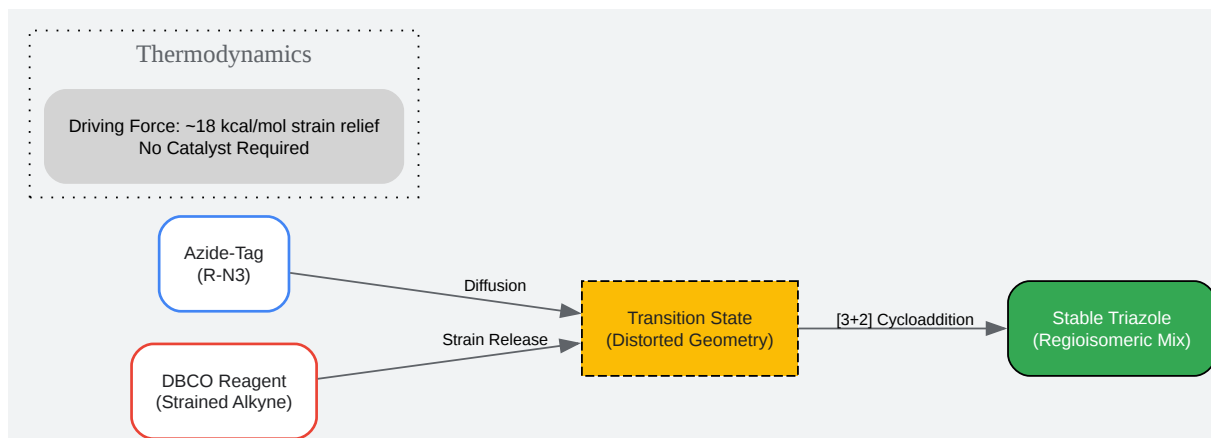 Thermodynamics
Driving Force: ~18 kcal/mol strain relief
No Catalyst Required
Azide-Tag
(R-N3)
Diffusion
Strain Release
DBCO Reagent
(Strained Alkyne)
Transition State
(Distorted Geometry)
[3+2] Cycloaddition
Stable Triazole
(Regioisomeric Mix)